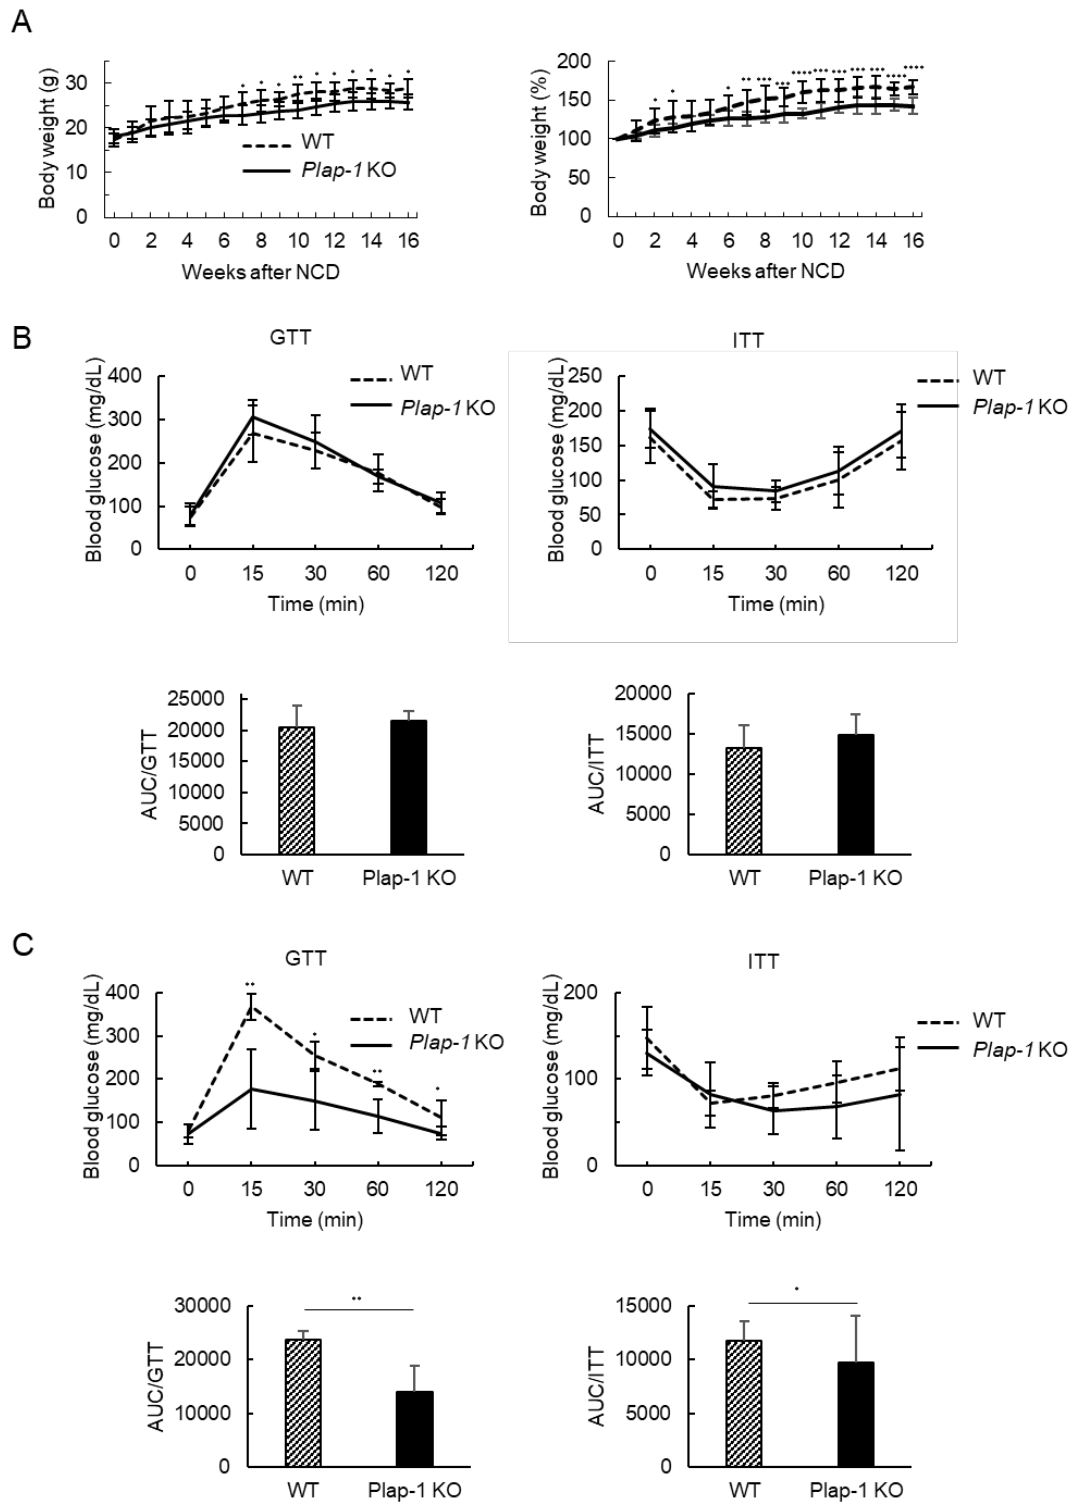 A
Body weight (g)
30
20
10
0
WT
Plap-1 KO
0 2 4 6 8 10 12 14 16
Weeks after NCD
Body weight (%)
200
150
100
50
0
0 2 4 6 8 10 12 14 16
Weeks after NCD
B
GTT
Blood glucose (mg/dL)
400
300
200
100
0
WT
Plap-1 KO
0 15 30 60 120
Time (min)
ITT
Blood glucose (mg/dL)
250
200
150
100
50
0
WT
Plap-1 KO
0 15 30 60 120
Time (min)
AUC/GTT
25000
20000
15000
10000
5000
0
WT Plap-1 KO
AUC/ITT
20000
15000
10000
5000
0
WT Plap-1 KO
C
GTT
Blood glucose (mg/dL)
400
300
200
100
0
WT
Plap-1 KO
0 15 30 60 120
Time (min)
ITT
Blood glucose (mg/dL)
200
100
0
WT
Plap-1 KO
0 15 30 60 120
Time (min)
AUC/GTT
30000
20000
10000
0
WT Plap-1 KO
AUC/ITT
15000
10000
5000
0
WT Plap-1 KO